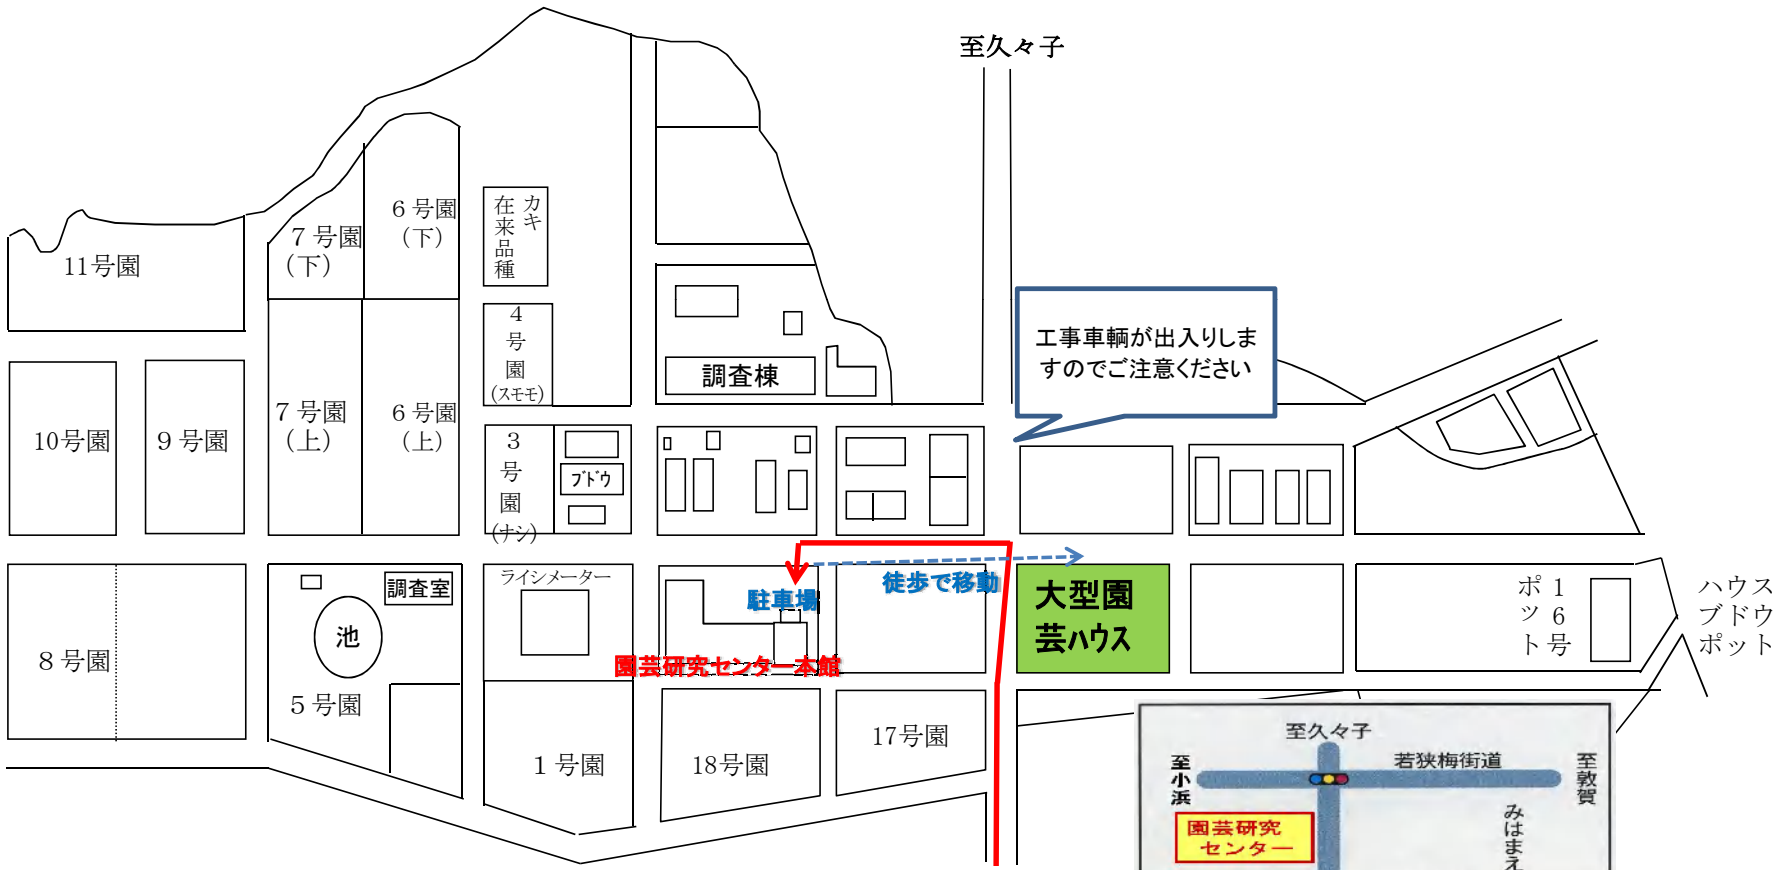 至久々子
カキ
在来品種
6号園
(下)
7号園
(下)
11号園
4号園
(スモモ)
工事車輌が出入りしま
すのでご注意ください
調査棟
7号園
(上)
6号園
(上)
10号園
9号園
3号園
(ナシ)
ブドウ
徒歩で移動
駐車場
大型園
芸ハウス
ライシメーター
調査室
池
8号園
5号園
園芸研究センター本館
16号
ポット
ハウス
ブドウ
ポット
1号園
18号園
17号園
至久々子
若狭梅街道
至小浜
至敦賀
園芸研究
センター
みはまえ